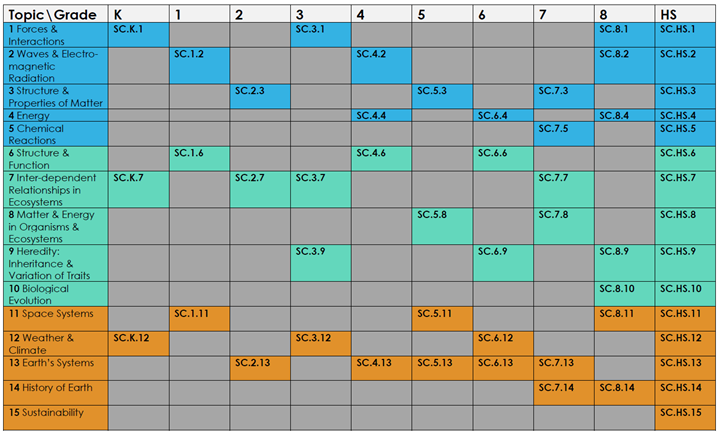 Topic\Grade K 1 2 3 4 5 6 7 8 HS
1 Forces & SC.K.1 SC.3.1 SC.8.1 SC.HS.1
Interactions
2 Waves & Electro- SC.1.2 SC.4.2 SC.8.2 SC.HS.2
magnetic
Radiation
3 Structure & SC.2.3 SC.5.3 SC.7.3 SC.HS.3
Properties of Matter
4 Energy SC.4.4 SC.6.4 SC.8.4 SC.HS.4
5 Chemical SC.7.5 SC.HS.5
Reactions
6 Structure & SC.1.6 SC.4.6 SC.6.6 SC.HS.6
Function
7 Inter-dependent SC.K.7 SC.2.7 SC.3.7 SC.7.7 SC.HS.7
Relationships in
Ecosystems
8 Matter & Energy SC.5.8 SC.7.8 SC.HS.8
in Organisms &
Ecosystems
9 Heredity: SC.3.9 SC.6.9 SC.8.9 SC.HS.9
Inheritance &
Variation of Traits
10 Biological SC.8.10 SC.HS.10
Evolution
11 Space Systems SC.1.11 SC.5.11 SC.8.11 SC.HS.11
12 Weather & SC.K.12 SC.3.12 SC.6.12 SC.HS.12
Climate
13 Earth's Systems SC.2.13 SC.4.13 SC.5.13 SC.6.13 SC.7.13 SC.HS.13
14 History of Earth SC.7.14 SC.8.14 SC.HS.14
15 Sustainability SC.HS.15